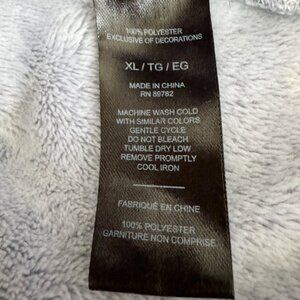 100% POLYESTER
EXCLUSIVE OF DECORATIONS
XL / TG / EG
MADE IN CHINA
RN 89782
MACHINE WASH COLD
WITH SIMILAR COLORS
GENTLE CYCLE
DO NOT BLEACH
TUMBLE DRY LOW
REMOVE PROMPTLY
COOL IRON
FABRIQUÉ EN CHINE
100% POLYESTER
GARNITURE NON COMPRISE